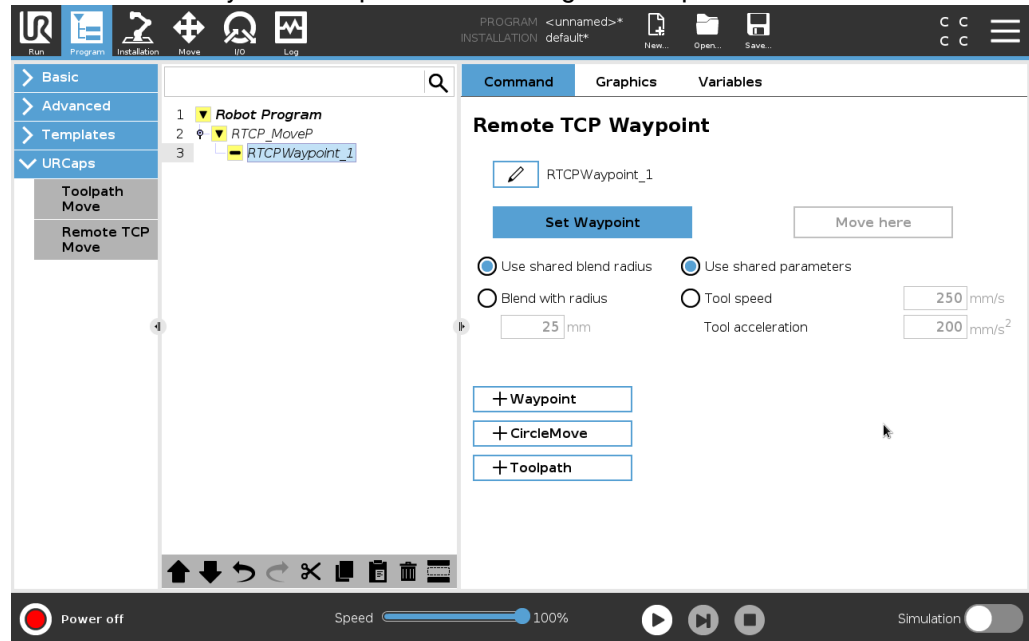 PROGRAM <unnamed>*
INSTALLATION default*
UR
Run
Program
Installation
Move
I/O
Log
New...
Open...
Save...
C C
C C
Basic
Advanced
Templates
URCaps
Toolpath
Move
Remote TCP
Move
1 Robot Program
2 RTCP_MoveP
3 RTCPWaypoint_1
Command Graphics Variables
Remote TCP Waypoint
RTCPWaypoint_1
Set Waypoint Move here
Use shared blend radius Use shared parameters
Blend with radius Tool speed 250 mm/s
25 mm Tool acceleration 200 mm/s²
+Waypoint
+CircleMove
+Toolpath
Power off Speed 100% Simulation